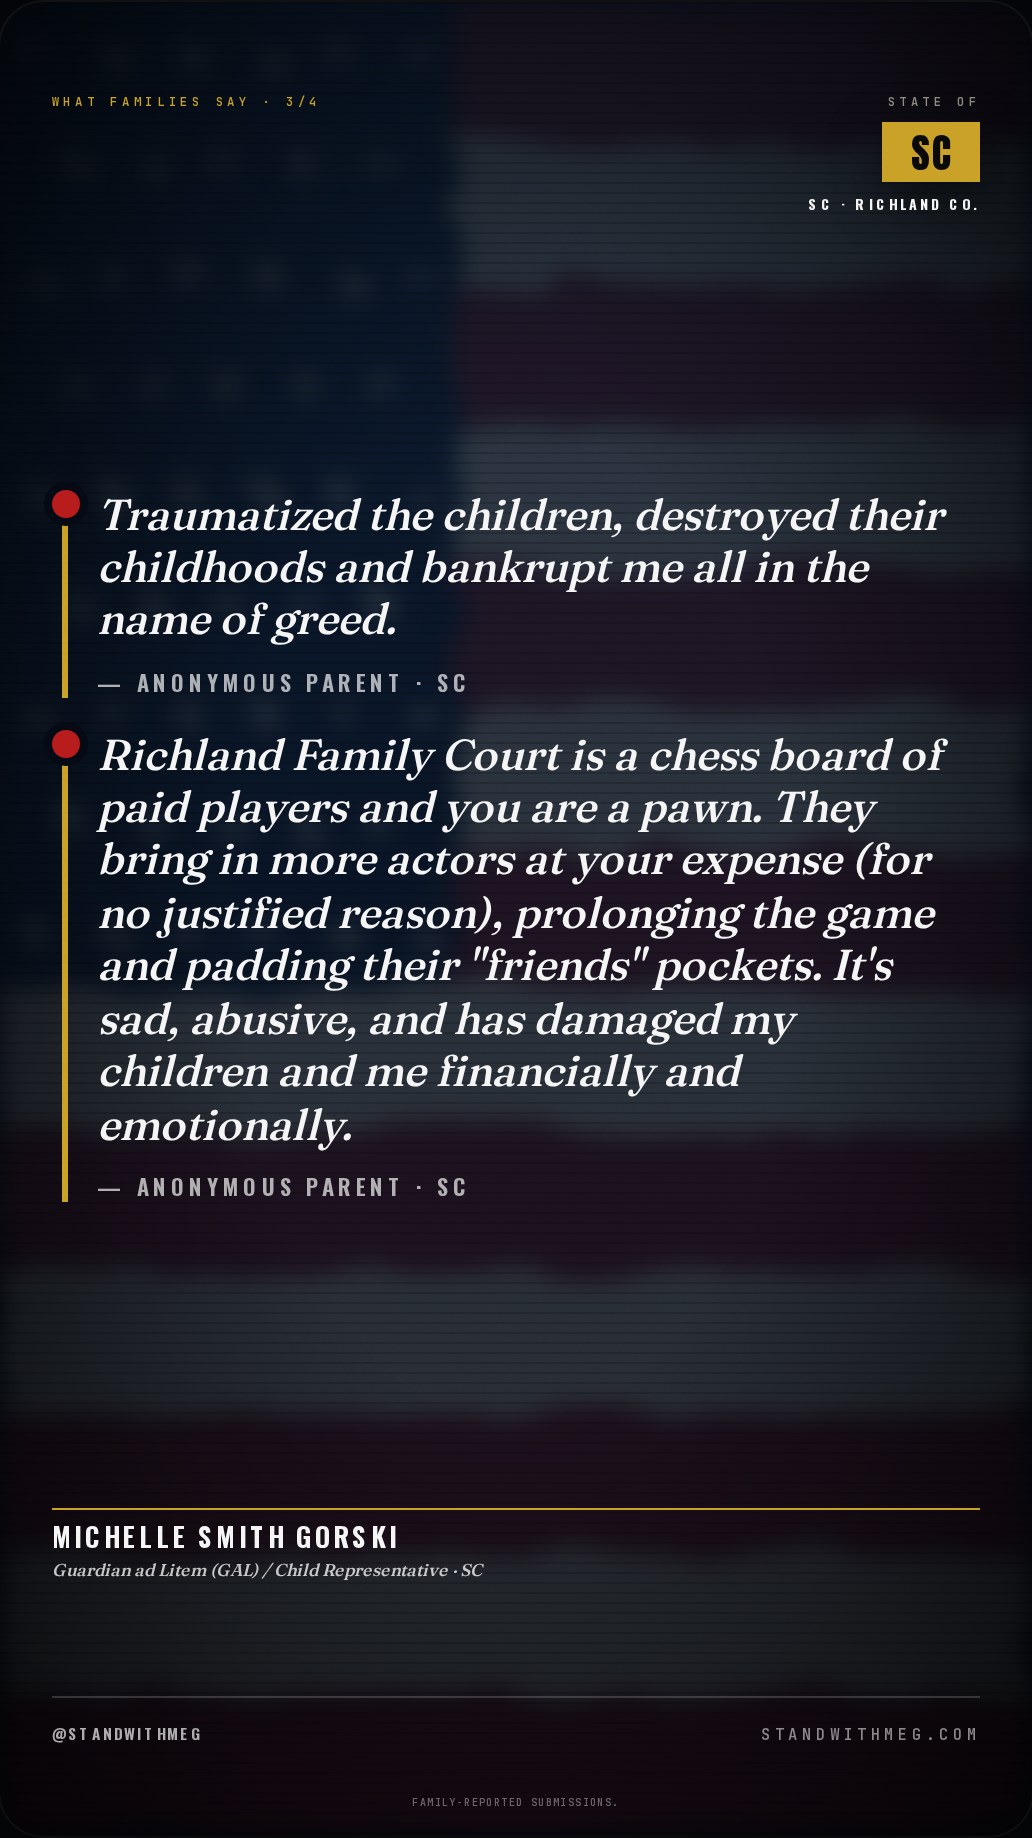 WHAT FAMILIES SAY · 3/4
STATE OF
SC
SC · RICHLAND CO.
Traumatized the children, destroyed their
childhoods and bankrupt me all in the
name of greed.
— ANONYMOUS PARENT · SC
Richland Family Court is a chess board of
paid players and you are a pawn. They
bring in more actors at your expense (for
no justified reason), prolonging the game
and padding their "friends" pockets. It's
sad, abusive, and has damaged my
children and me financially and
emotionally.
— ANONYMOUS PARENT · SC
MICHELLE SMITH GORSKI
Guardian ad Litem (GAL) / Child Representative · SC
@STANDWITHMEG
STANDWITHMEG.COM
FAMILY-REPORTED SUBMISSIONS.